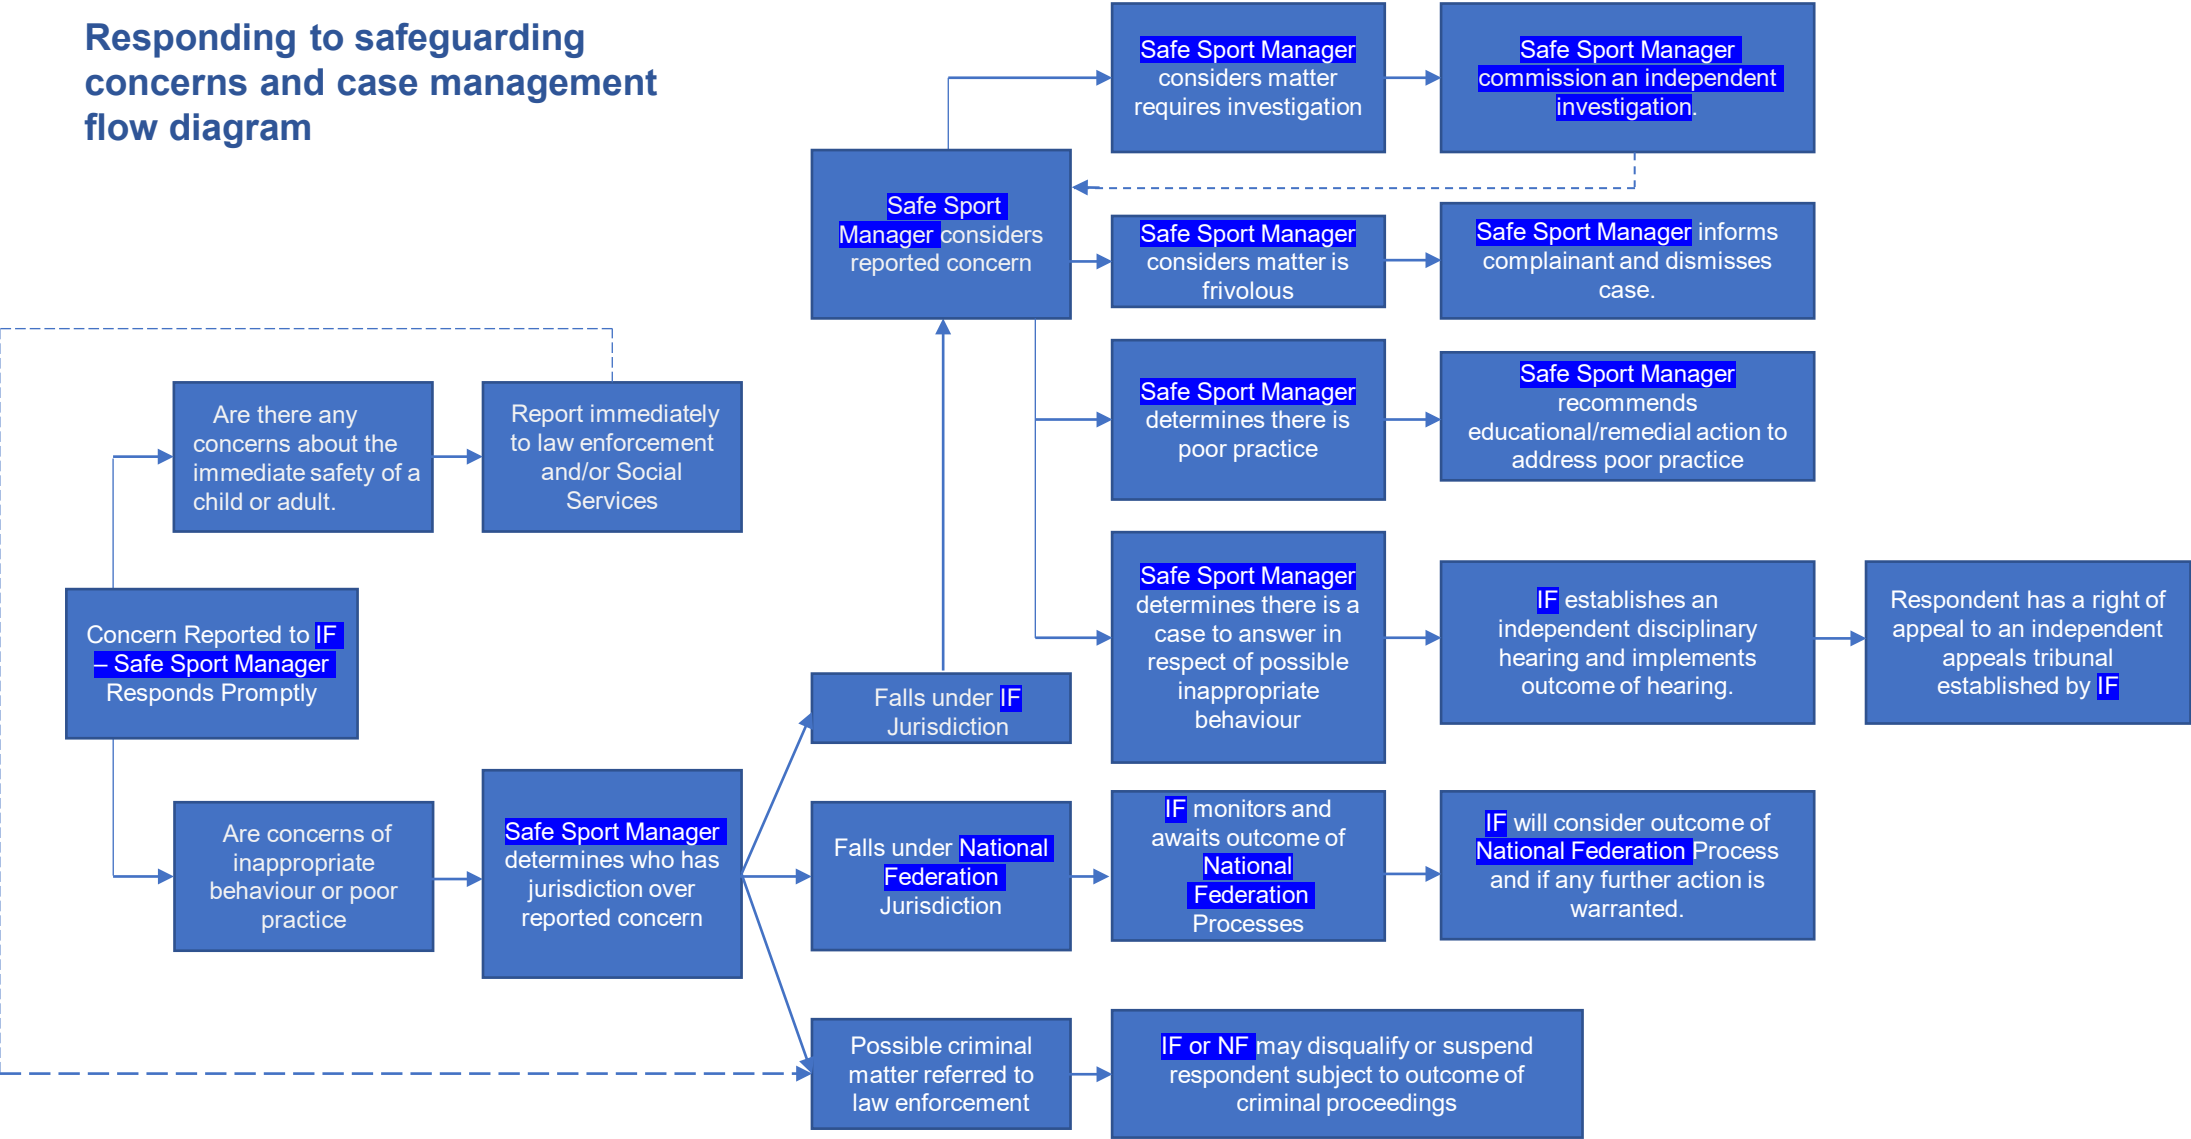 Responding to safeguarding
concerns and case management
flow diagram
Safe Sport Manager
considers matter
requires investigation
Safe Sport Manager
commission an independent
investigation.
Safe Sport
Manager considers
reported concern
Safe Sport Manager
considers matter is
frivolous
Safe Sport Manager informs
complainant and dismisses
case.
Safe Sport Manager
determines there is
poor practice
Safe Sport Manager
recommends
educational/remedial action to
address poor practice
Are there any
concerns about the
immediate safety of a
child or adult.
Report immediately
to law enforcement
and/or Social
Services
Concern Reported to IF
– Safe Sport Manager
Responds Promptly
Safe Sport Manager
determines there is a
case to answer in
respect of possible
inappropriate
behaviour
IF establishes an
independent disciplinary
hearing and implements
outcome of hearing.
Respondent has a right of
appeal to an independent
appeals tribunal
established by IF
Falls under IF
Jurisdiction
Are concerns of
inappropriate
behaviour or poor
practice
Safe Sport Manager
determines who has
jurisdiction over
reported concern
Falls under National
Federation
Jurisdiction
IF monitors and
awaits outcome of
National
Federation
Processes
IF will consider outcome of
National Federation Process
and if any further action is
warranted.
Possible criminal
matter referred to
law enforcement
IF or NF may disqualify or suspend
respondent subject to outcome of
criminal proceedings